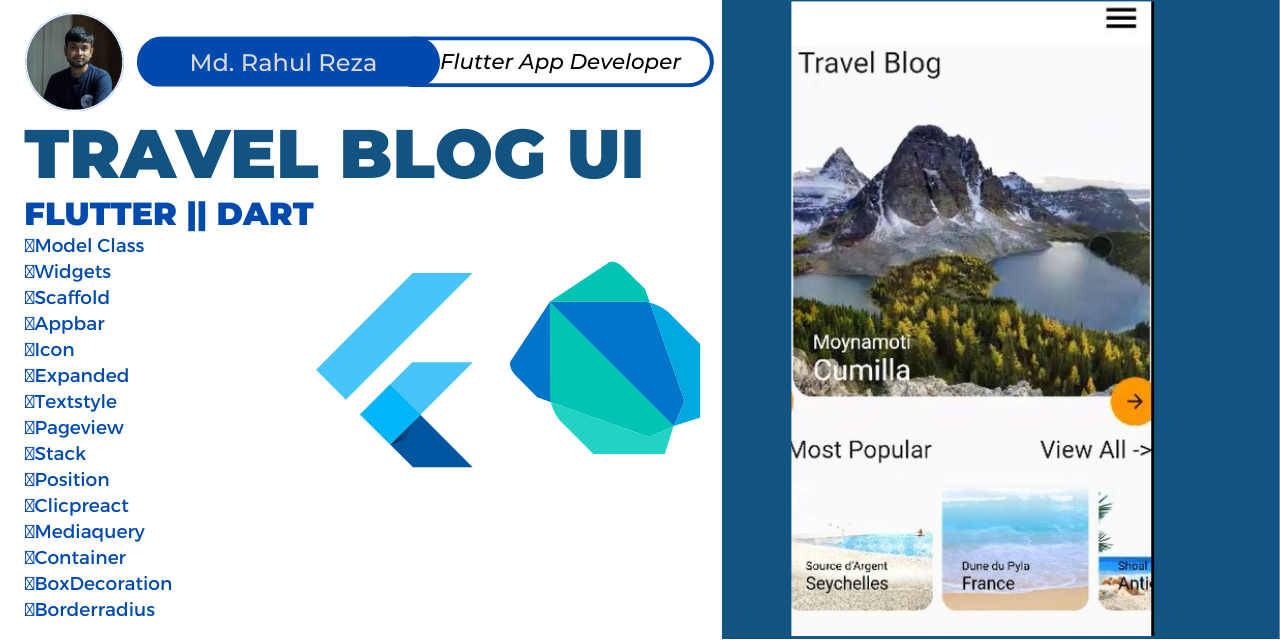 Md. Rahul Reza
Flutter App Developer
TRAVEL BLOG UI
FLUTTER || DART
Model Class
Widgets
Scaffold
Appbar
Icon
Expanded
Textstyle
Pageview
Stack
Position
Clicpreact
Mediaquery
Container
BoxDecoration
Borderradius
Travel Blog
Moynamoti
Cumilla
Most Popular
View All ->
Source d'Argent
Seychelles
Dune du Pyla
France
Shoal
Anti